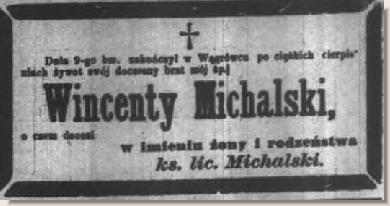 Dnia 9-go bm. zakończył w Wągrówcu po ciężkich cierpie-
niach żywot swój doczesny brat mój śp.
Wincenty Michalski,
o czem donosi
w imieniu żony i rodzeństwa
ks. lic. Michalski.